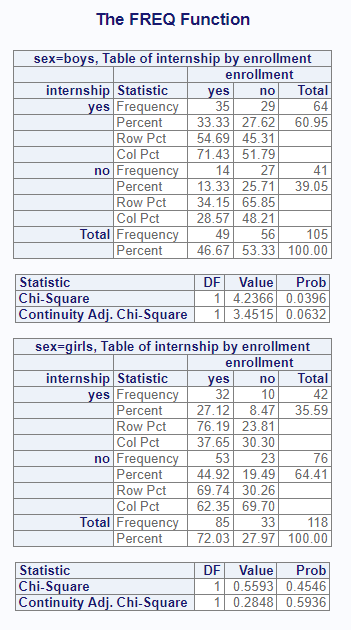 The FREQ Function
sex=boys, Table of internship by enrollment
enrollment
internship Statistic yes no Total
yes Frequency 35 29 64
Percent 33.33 27.62 60.95
Row Pct 54.69 45.31
Col Pct 71.43 51.79
no Frequency 14 27 41
Percent 13.33 25.71 39.05
Row Pct 34.15 65.85
Col Pct 28.57 48.21
Total Frequency 49 56 105
Percent 46.67 53.33 100.00
Statistic DF Value Prob
Chi-Square 1 4.2366 0.0396
Continuity Adj. Chi-Square 1 3.4515 0.0632
sex=girls, Table of internship by enrollment
enrollment
internship Statistic yes no Total
yes Frequency 32 10 42
Percent 27.12 8.47 35.59
Row Pct 76.19 23.81
Col Pct 37.65 30.30
no Frequency 53 23 76
Percent 44.92 19.49 64.41
Row Pct 69.74 30.26
Col Pct 62.35 69.70
Total Frequency 85 33 118
Percent 72.03 27.97 100.00
Statistic DF Value Prob
Chi-Square 1 0.5593 0.4546
Continuity Adj. Chi-Square 1 0.2848 0.5936